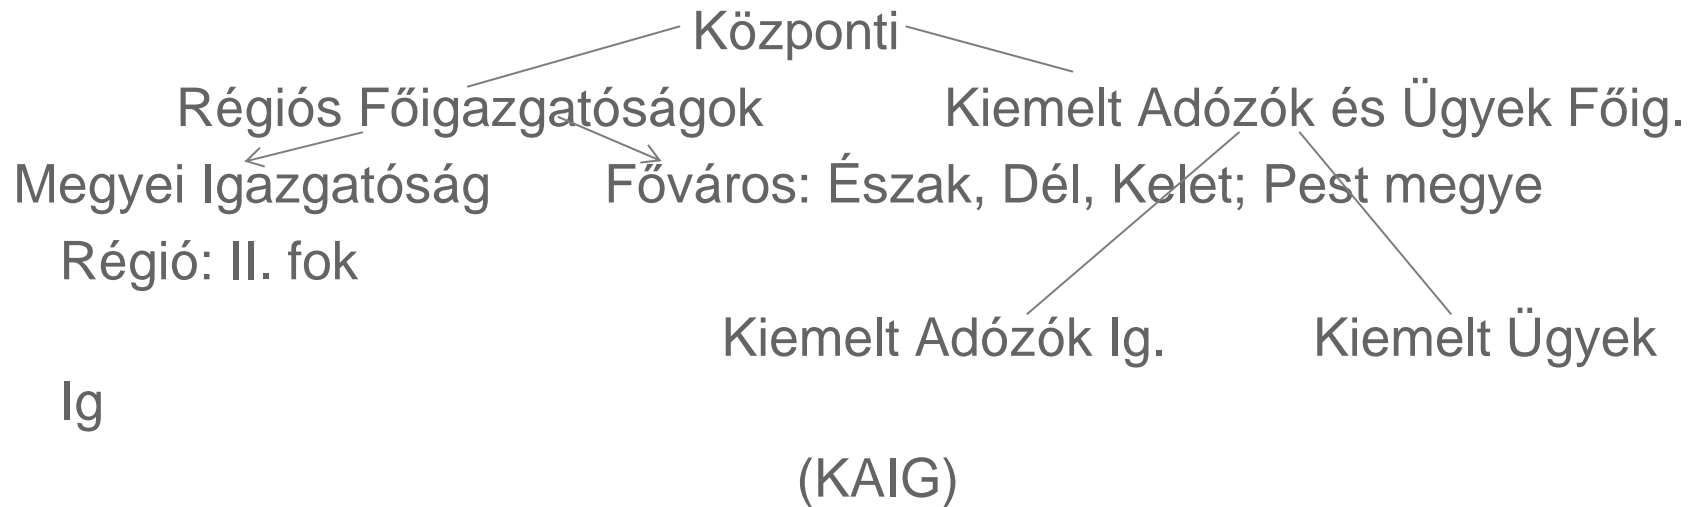 Központi
Régiós Főigazgatóságok Kiemelt Adózók és Ügyek Főig.
Megyei Igazgatóság Főváros: Észak, Dél, Kelet; Pest megye
Régió: II. fok
Kiemelt Adózók Ig. Kiemelt Ügyek
Ig
(KAIG)